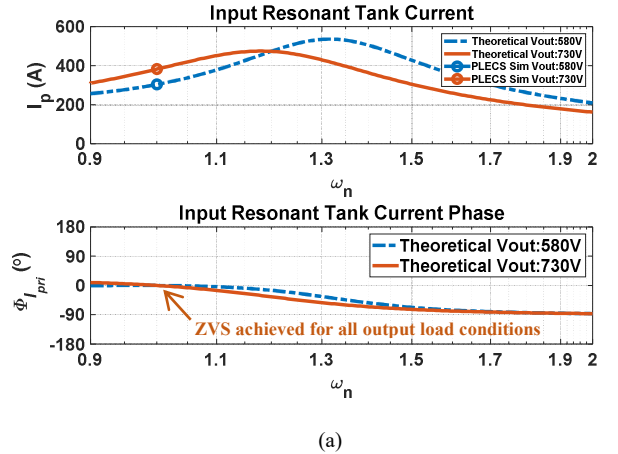 Input Resonant Tank Current
600
400
200
0
I_p (A)
Theoretical Vout:580V
Theoretical Vout:730V
PLECS Sim Vout:580V
PLECS Sim Vout:730V
0.9 1.1 1.3 1.5 1.7 1.9 2
ω_n
Input Resonant Tank Current Phase
180
90
0
-90
-180
Φ_I_pri (°)
Theoretical Vout:580V
Theoretical Vout:730V
ZVS achieved for all output load conditions
0.9 1.1 1.3 1.5 1.7 1.9 2
ω_n
(a)